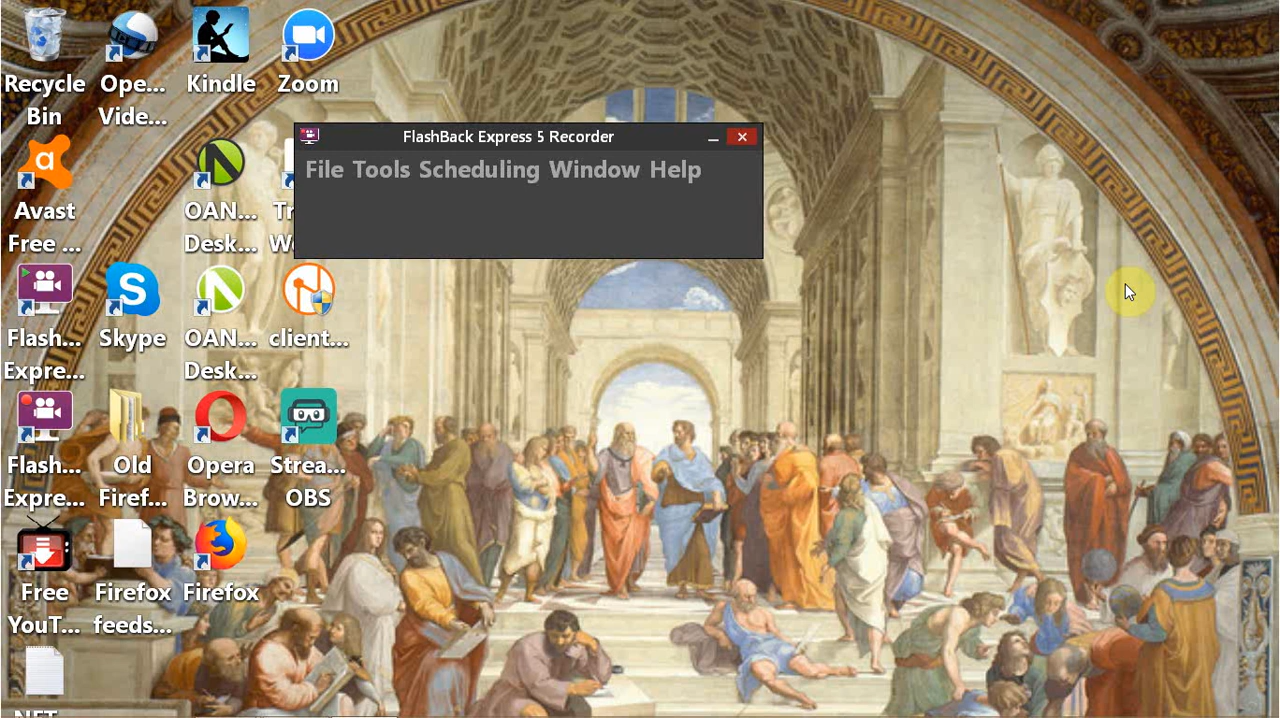 Recycle
Bin
Ope...
Vide...
Kindle
Zoom
FlashBack Express 5 Recorder
File Tools Scheduling Window Help
Avast
Free ...
OAN...
Desk...
Tr
W
Flash...
Expre...
Skype
OAN...
Desk...
client...
Flash...
Expre...
Old
Firef...
Opera
Brow...
Strea...
OBS
Free
YouT...
Firefox
feeds...
Firefox